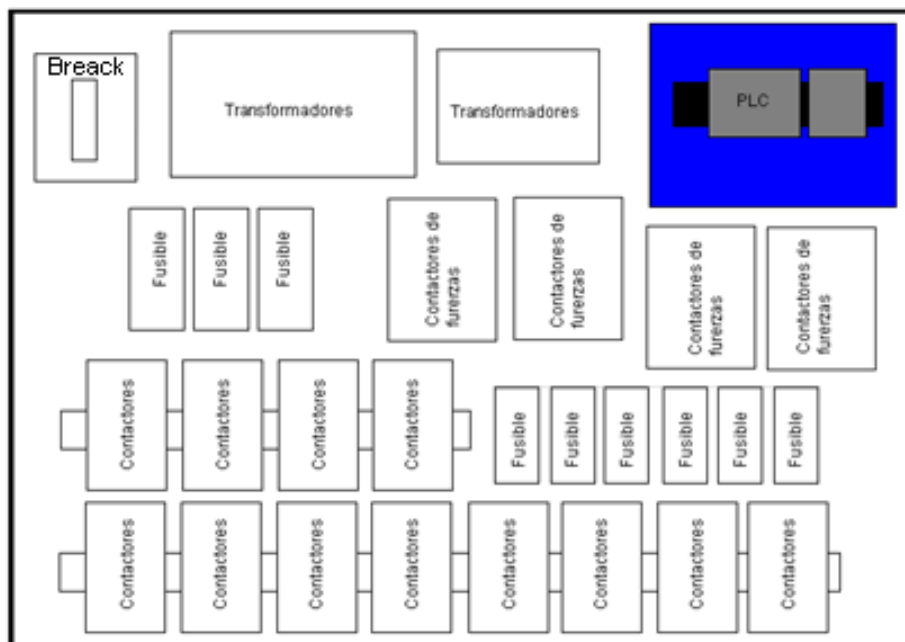 Breack
Transformadores
Transformadores
PLC
Fusible
Fusible
Fusible
Contactores de
furerzas
Contactores de
furerzas
Contactores de
furerzas
Contactores de
furerzas
Contactores
Contactores
Contactores
Contactores
Fusible
Fusible
Fusible
Fusible
Fusible
Fusible
Contactores
Contactores
Contactores
Contactores
Contactores
Contactores
Contactores
Contactores